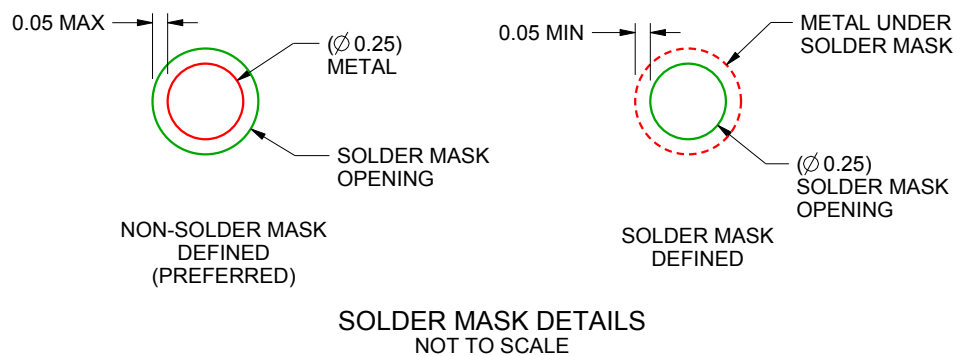 0.05 MAX
(∅ 0.25)
METAL
SOLDER MASK
OPENING
NON-SOLDER MASK
DEFINED
(PREFERRED)
0.05 MIN
METAL UNDER
SOLDER MASK
(∅ 0.25)
SOLDER MASK
OPENING
SOLDER MASK
DEFINED
SOLDER MASK DETAILS
NOT TO SCALE